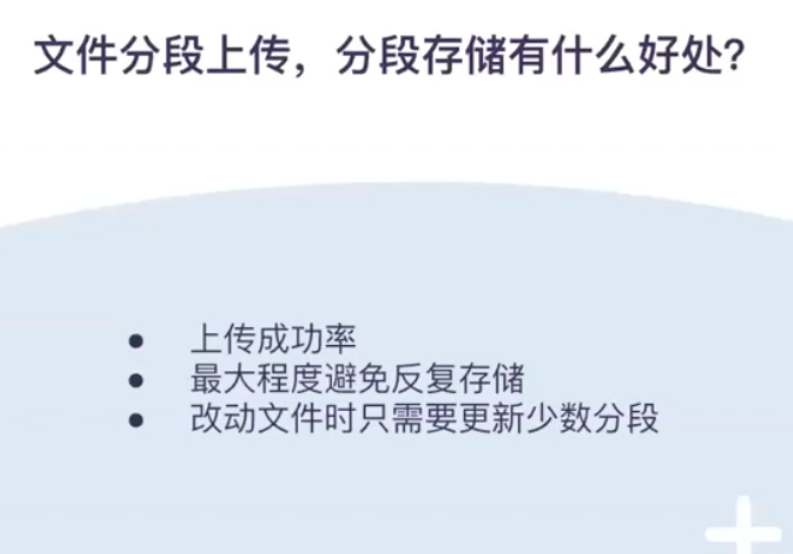 文件分段上传，分段存储有什么好处？
● 上传成功率
● 最大程度避免反复存储
● 改动文件时只需要更新少数分段